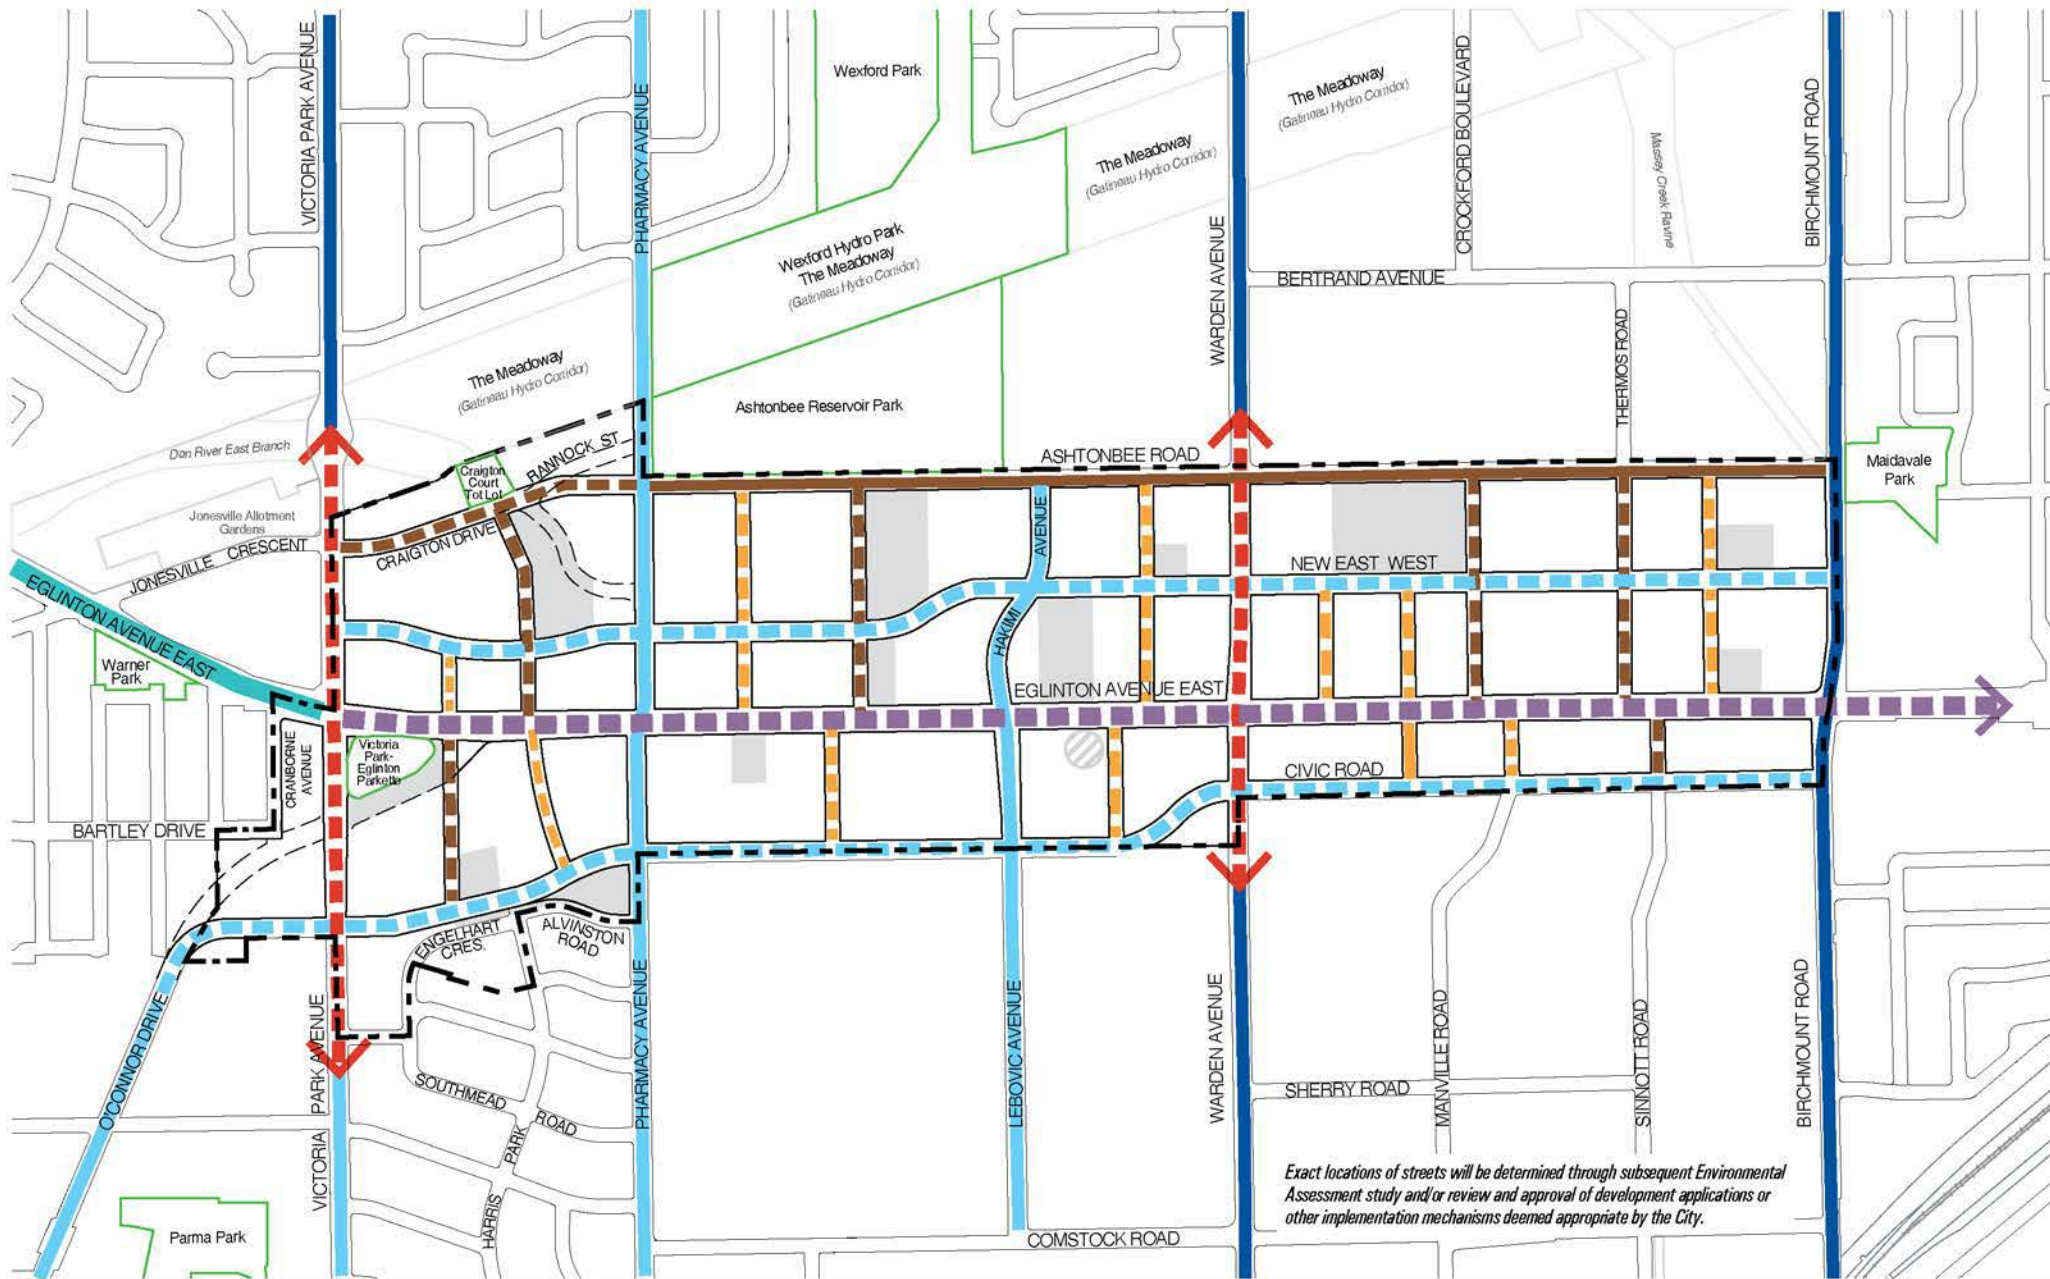 VICTORIA PARK AVENUE
PHARMACY AVENUE
Wexford Park
The Meadoway
(Gatineau Hydro Corridor)
The Meadoway
(Gatineau Hydro Corridor)
CROCKFORD BOULEVARD
Massey Creek Ravine
BIRCHMOUNT ROAD
WARDEN AVENUE
Wexford Hydro Park
The Meadoway
(Gatineau Hydro Corridor)
BERTRAND AVENUE
THERMOS ROAD
The Meadoway
(Gatineau Hydro Corridor)
Ashtonbee Reservoir Park
Don River East Branch
RANNOCK ST
ASHTONBEE ROAD
Craigton
Court
Tot Lot
Maidavale
Park
Jonesville Allotment
Gardens
JONESVILLE CRESCENT
CRAIGTON DRIVE
HAKIMI AVENUE
NEW EAST WEST
EGLINTON AVENUE EAST
Warner
Park
EGLINTON AVENUE EAST
CRANBORNE
AVENUE
Victoria
Park-
Eglinton
Parkette
CIVIC ROAD
BARTLEY DRIVE
ENGELHART
CRES.
ALVINSTON
ROAD
O'CONNOR DRIVE
VICTORIA PARK AVENUE
PHARMACY AVENUE
LEBOVIC AVENUE
WARDEN AVENUE
MANVILLE ROAD
SINNOTT ROAD
BIRCHMOUNT ROAD
SOUTHMEAD ROAD
SHERRY ROAD
HARRIS PARK
Exact locations of streets will be determined through subsequent Environmental
Assessment study and/or review and approval of development applications or
other implementation mechanisms deemed appropriate by the City.
Parma Park
COMSTOCK ROAD